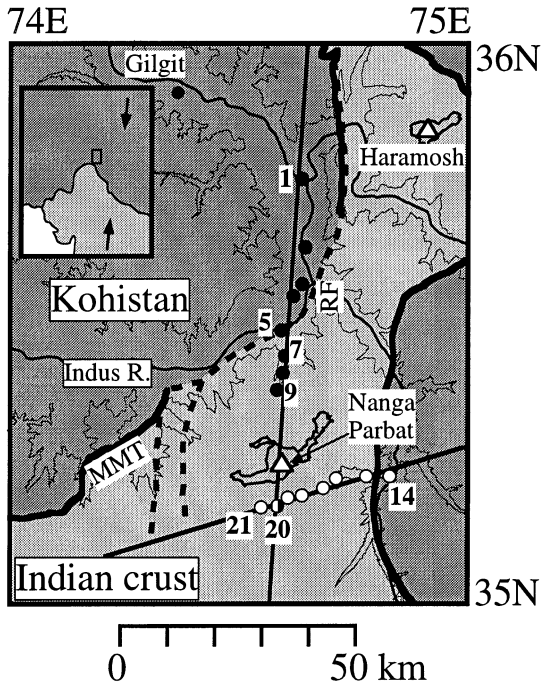 74E 75E
36N
Gilgit
Haramosh
1
Kohistan
RF
5
7
Indus R.
9
Nanga
Parbat
MMT
14
21 20
Indian crust
35N
0 50 km